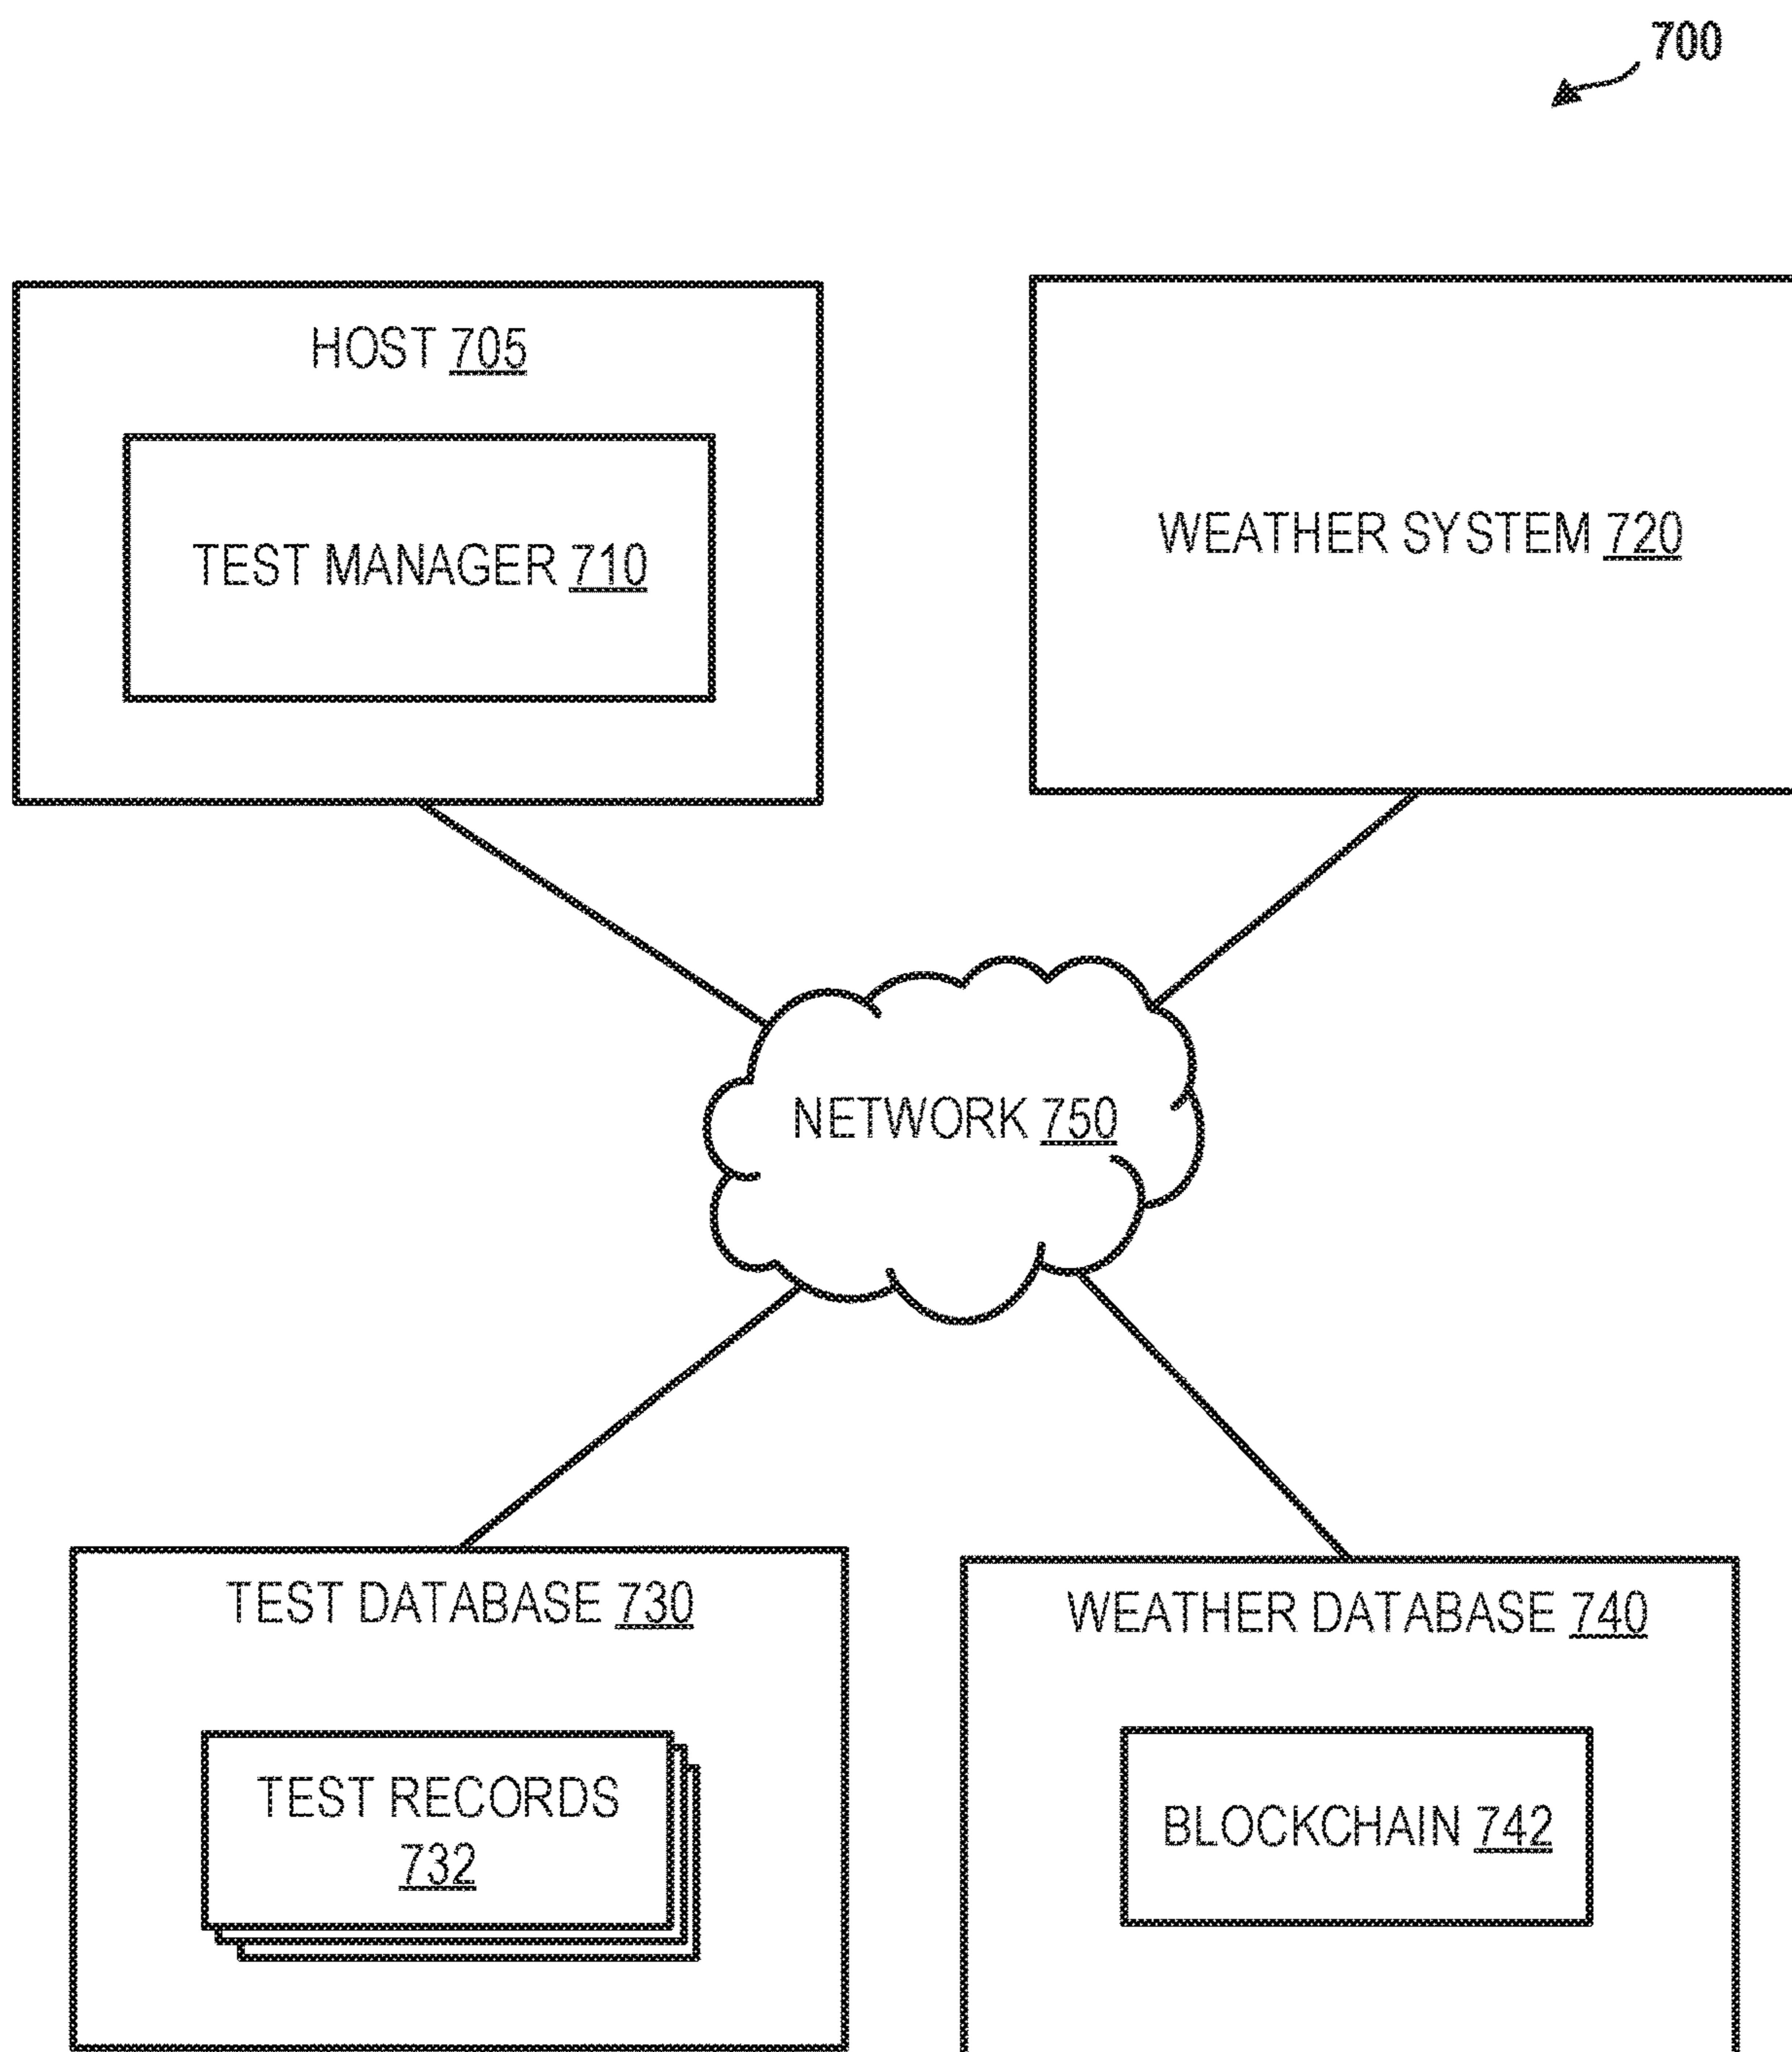 700
HOST 705
TEST MANAGER 710
WEATHER SYSTEM 720
NETWORK 750
TEST DATABASE 730
TEST RECORDS
732
WEATHER DATABASE 740
BLOCKCHAIN 742